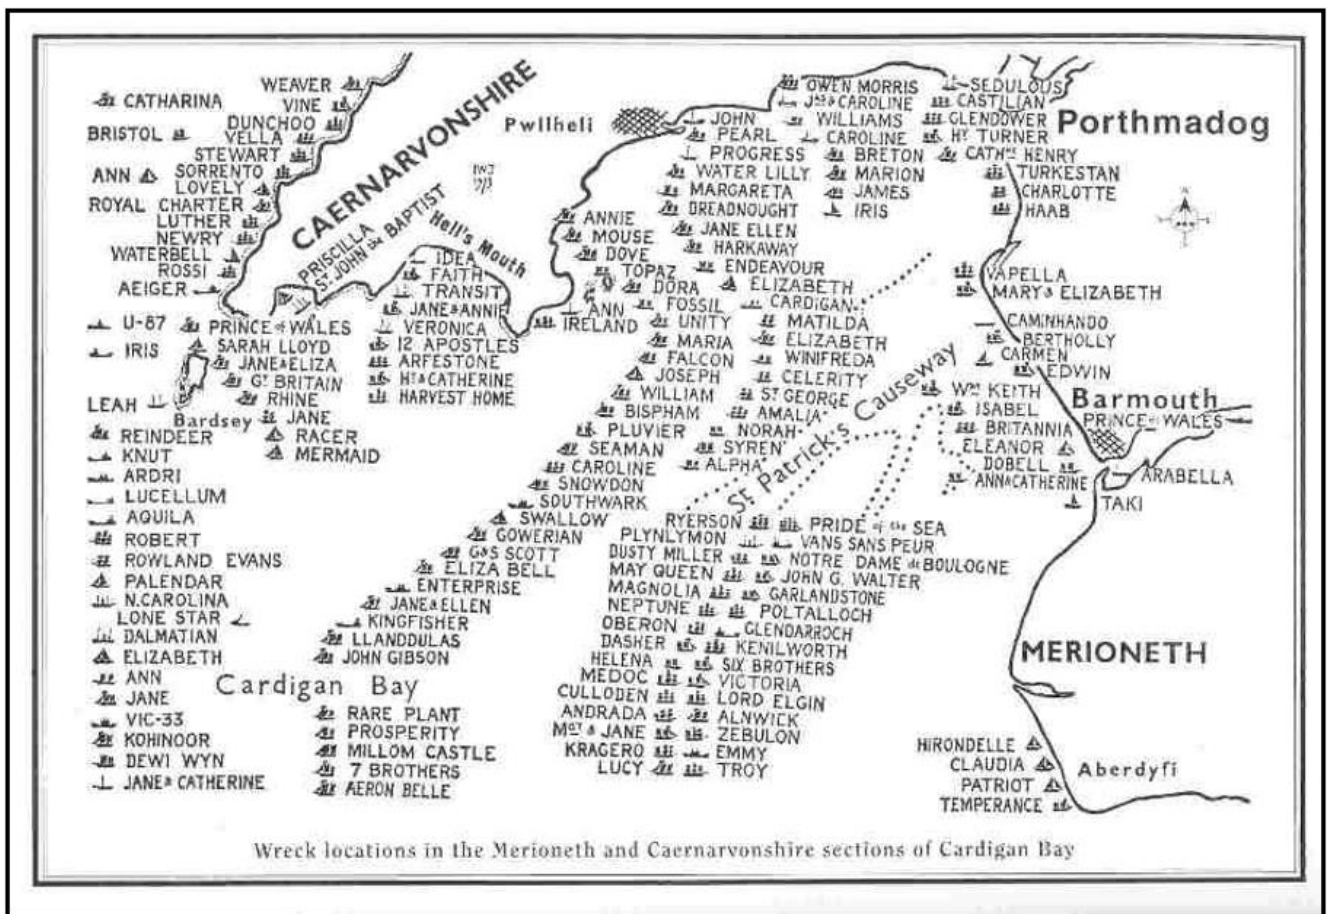 WEAVER
CATHARINA
VINE
DUNCHOO
BRISTOL
VELLA
STEWART
ANN
SORRENTO
LOVELY
ROYAL CHARTER
LUTHER
NEWRY
WATERBELL
ROSSI
AEIGER
U-87
IRIS
LEAH
CAERNARVONSHIRE
PRISCILLA
ST. JOHN the BAPTIST
Hell's Mouth
IDEA
FAITH
TRANSIT
JANE & ANNIE
VERONICA
12 APOSTLES
ARFESTONE
HY & CATHERINE
HARVEST HOME
PRINCE of WALES
SARAH LLOYD
JANE & ELIZA
GT BRITAIN
RHINE
Bardsey
JANE
RACER
MERMAID
REINDEER
KNUT
ARDRI
LUCELLUM
AQUILA
ROBERT
ROWLAND EVANS
PALENDAR
N.CAROLINA
LONE STAR
DALMATIAN
ELIZABETH
ANN
JANE
VIC-33
KOHINOOR
DEWI WYN
JANE & CATHERINE
Cardigan Bay
RARE PLANT
PROSPERITY
MILLOM CASTLE
7 BROTHERS
AERON BELLE
Pwllheli
JOHN
PEARL
PROGRESS
WATER LILLY
MARGARETA
DREADNOUGHT
JANE ELLEN
HARKAWAY
ENDEAVOUR
ELIZABETH
CARDIGAN
MATILDA
ELIZABETH
WINIFREDA
CELERITY
ST GEORGE
AMALIA
NORAH
SYREN
ALPHA
ANNIE
MOUSE
DOVE
TOPAZ
DORA
ANN
FOSSIL
IRELAND
UNITY
MARIA
FALCON
JOSEPH
WILLIAM
BISPHAM
PLUVIER
SEAMAN
CAROLINE
SNOWDON
SOUTHWARK
SWALLOW
GOWERIAN
G&S SCOTT
ELIZA BELL
ENTERPRISE
JANE & ELLEN
KINGFISHER
LLANDDULAS
JOHN GIBSON
OWEN MORRIS
JAS & CAROLINE
WILLIAMS
CAROLINE
BRETON
MARION
JAMES
IRIS
SEDULOUS
CASTILIAN
GLENDOWER
HY TURNER
CATHNE HENRY
TURKESTAN
CHARLOTTE
HAAB
Porthmadog
N
VAPELLA
MARY & ELIZABETH
CAMINHANDO
BERTHOLLY
CARMEN
EDWIN
WM KEITH
ISABEL
BRITANNIA
ELEANOR
DOBELL
ANN & CATHERINE
Barmouth
PRINCE of WALES
ARABELLA
TAKI
St. Patrick's Causeway
RYERSON
PRIDE of the SEA
PLYNLYMON
VANS SANS PEUR
DUSTY MILLER
NOTRE DAME de BOULOGNE
MAY QUEEN
JOHN G. WALTER
MAGNOLIA
GARLANDSTONE
NEPTUNE
POLTALLOCH
OBERON
GLENDARROCH
DASHER
KENILWORTH
HELENA
SIX BROTHERS
MEDOC
VICTORIA
CULLODEN
LORD ELGIN
ANDRADA
ALNWICK
MGT & JANE
ZEBULON
KRAGERO
EMMY
LUCY
TROY
MERIONETH
HIRONDELLE
CLAUDIA
PATRIOT
TEMPERANCE
Aberdyfi
Wreck locations in the Merioneth and Caernarvonshire sections of Cardigan Bay